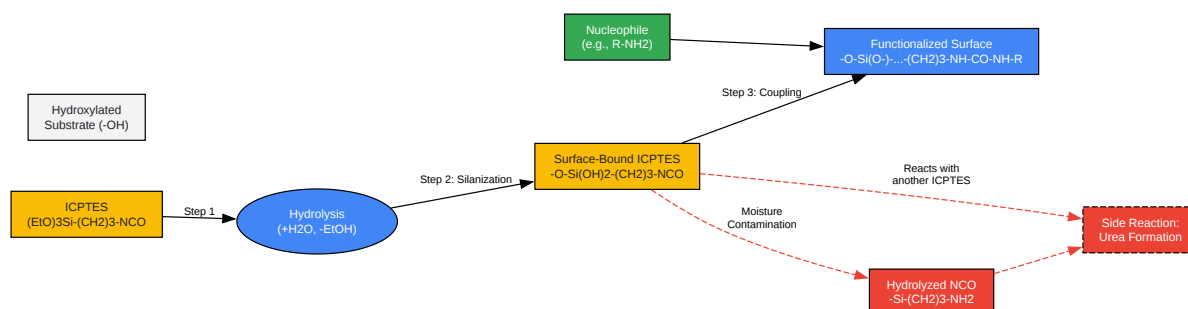 Nucleophile
(e.g., R-NH2)
Functionalized Surface
-O-Si(O-)-...-(CH2)3-NH-CO-NH-R
Step 3: Coupling
Hydroxylated
Substrate (-OH)
Surface-Bound ICPTES
-O-Si(OH)2-(CH2)3-NCO
Step 2: Silanization
Reacts with
another ICPTES
ICPTES
(EtO)3Si-(CH2)3-NCO
Step 1
Hydrolysis
(+H2O, -EtOH)
Moisture
Contamination
Side Reaction:
Urea Formation
Hydrolyzed NCO
-Si-(CH2)3-NH2